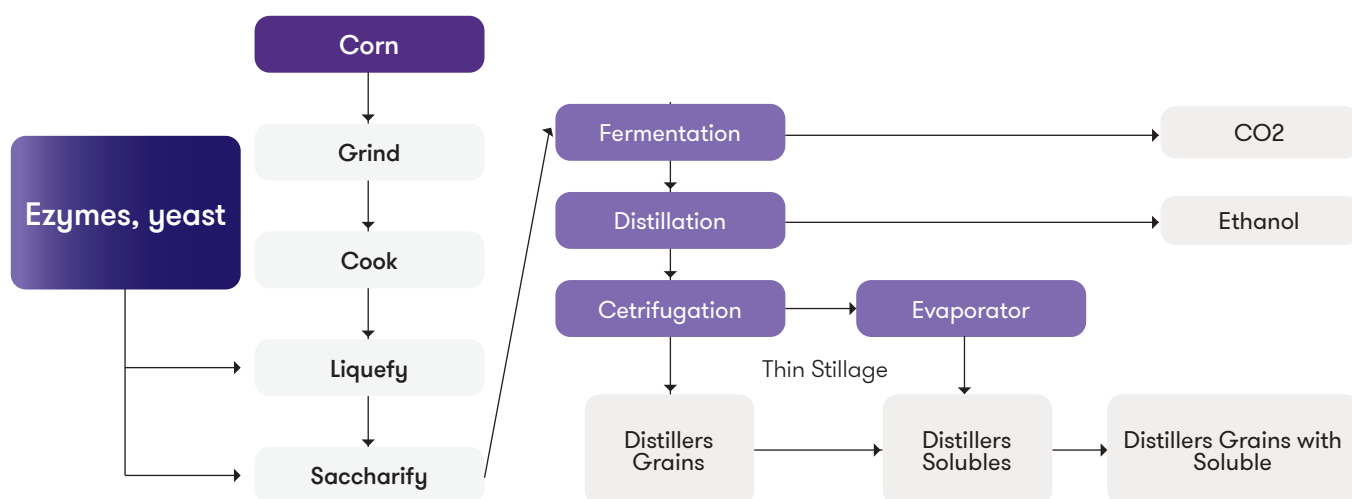 Corn
Grind
Ezymes, yeast
Cook
Liquefy
Saccharify
Fermentation
CO2
Distillation
Ethanol
Cetrifugation
Evaporator
Thin Stillage
Distillers
Grains
Distillers
Solubles
Distillers Grains with
Soluble